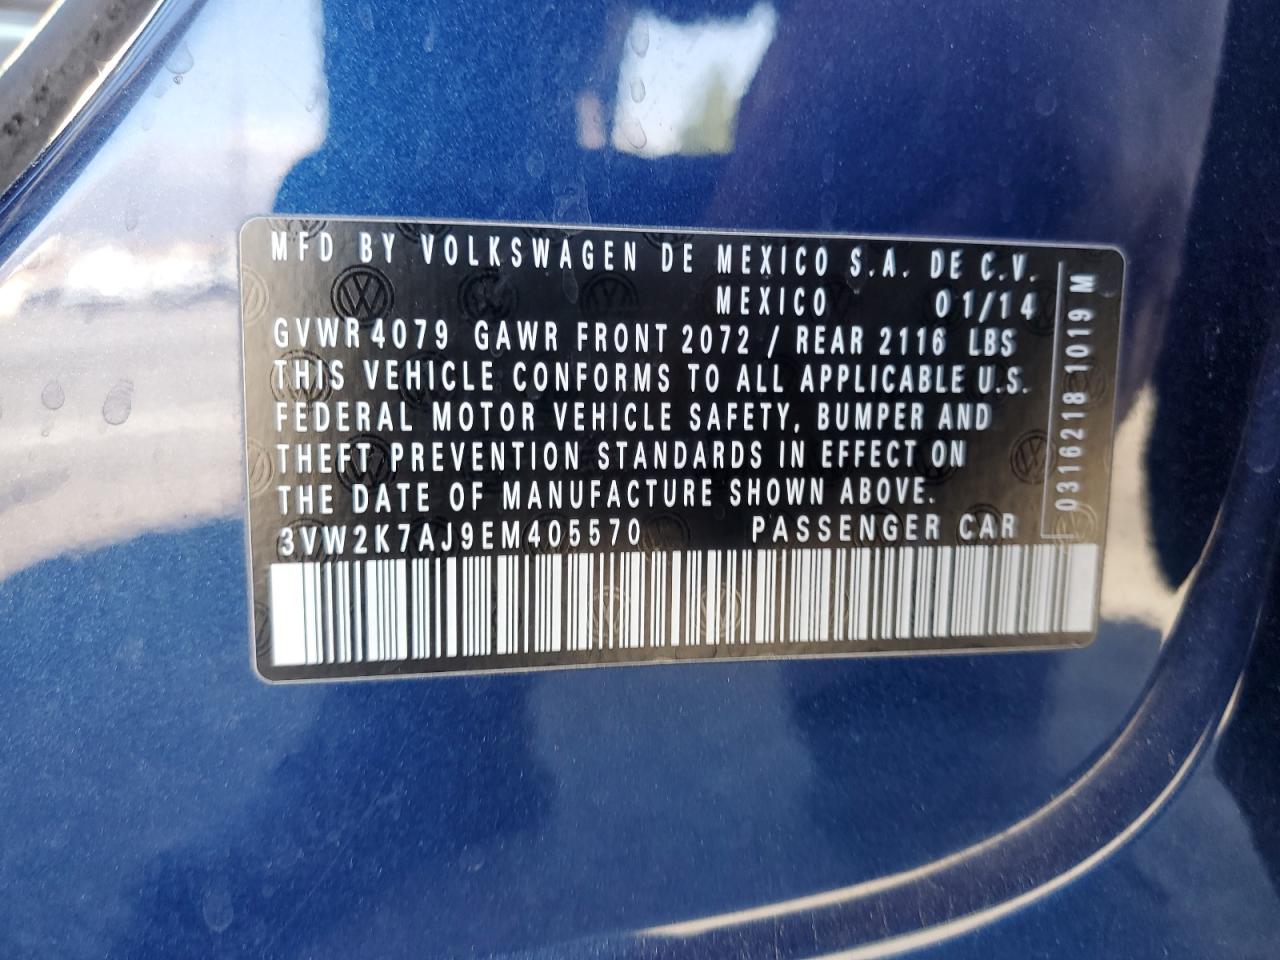 MFD BY VOLKSWAGEN DE MEXICO S.A. DE C.V.
MEXICO 01/14
GVWR 4079 GAWR FRONT 2072 / REAR 2116 LBS
THIS VEHICLE CONFORMS TO ALL APPLICABLE U.S.
FEDERAL MOTOR VEHICLE SAFETY, BUMPER AND
THEFT PREVENTION STANDARDS IN EFFECT ON
THE DATE OF MANUFACTURE SHOWN ABOVE.
3VW2K7AJ9EM405570 PASSENGER CAR
0316218 1019 M